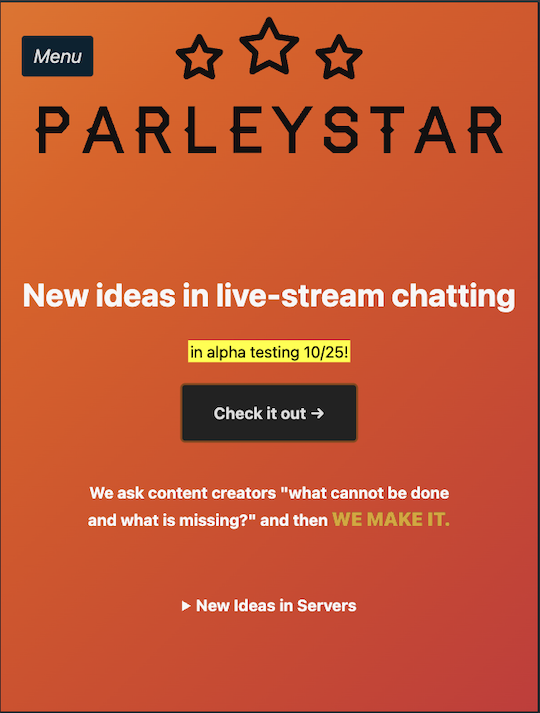 Menu
PARLEYSTAR
New ideas in live-stream chatting
in alpha testing 10/25!
Check it out →
We ask content creators "what cannot be done
and what is missing?" and then WE MAKE IT.
▶ New Ideas in Servers